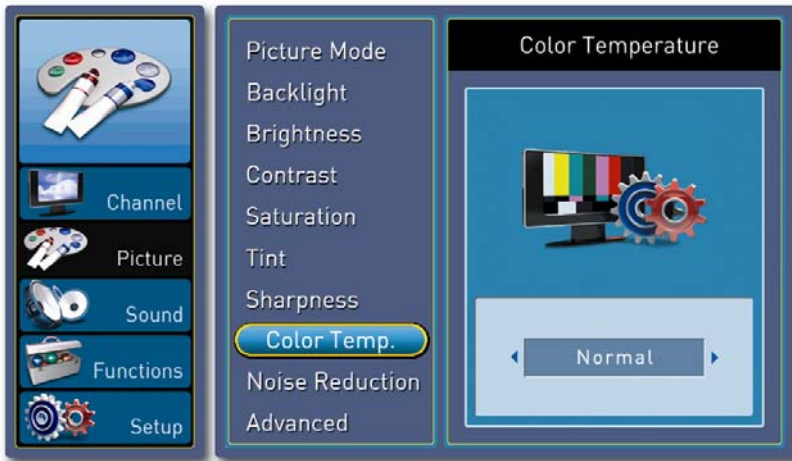 Channel
Picture
Sound
Functions
Setup
Picture Mode
Backlight
Brightness
Contrast
Saturation
Tint
Sharpness
Color Temp.
Noise Reduction
Advanced
Color Temperature
Normal